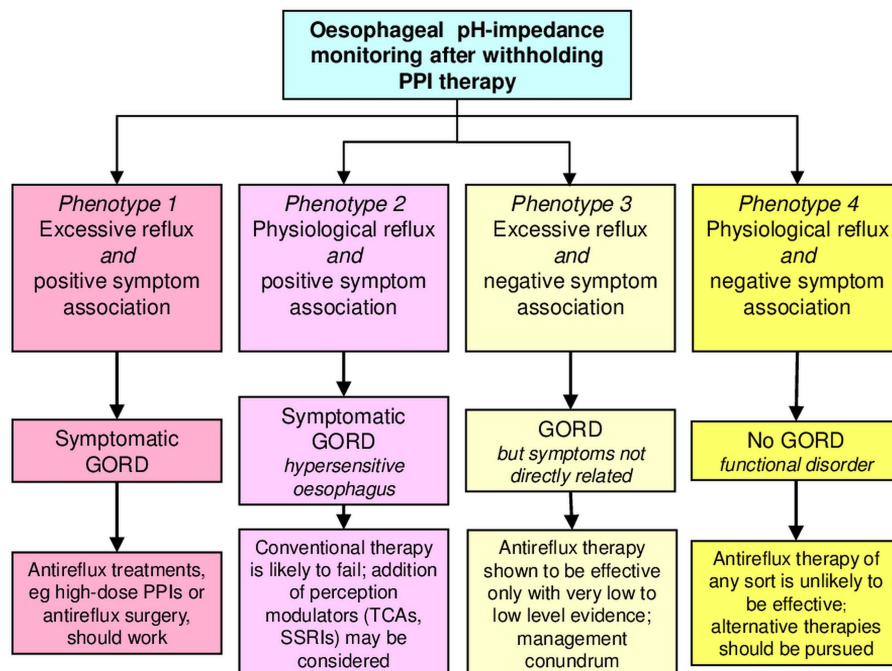 Oesophageal pH-impedance
monitoring after withholding
PPI therapy
Phenotype 1
Excessive reflux
and
positive symptom
association
Phenotype 2
Physiological reflux
and
positive symptom
association
Phenotype 3
Excessive reflux
and
negative symptom
association
Phenotype 4
Physiological reflux
and
negative symptom
association
Symptomatic
GORD
Symptomatic
GORD
hypersensitive
oesophagus
GORD
but symptoms not
directly related
No GORD
functional disorder
Antireflux treatments,
eg high-dose PPIs or
antireflux surgery,
should work
Conventional therapy
is likely to fail; addition
of perception
modulators (TCAs,
SSRIs) may be
considered
Antireflux therapy
shown to be effective
only with very low to
low level evidence;
management
conundrum
Antireflux therapy of
any sort is unlikely to
be effective;
alternative therapies
should be pursued